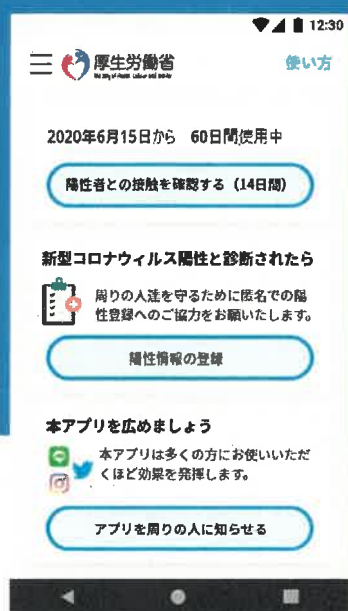 12:30
厚生労働省
使い方
2020年6月15日から 60日間使用中
陽性者との接触を確認する(14日間)
新型コロナウィルス陽性と診断されたら
周りの人達を守るために匿名での陽
性登録へのご協力をお願いいたします。
陽性情報の登録
本アプリを広めましょう
本アプリは多くの方にお使いいただ
くほど効果を発揮します。
アプリを周りの人に知らせる